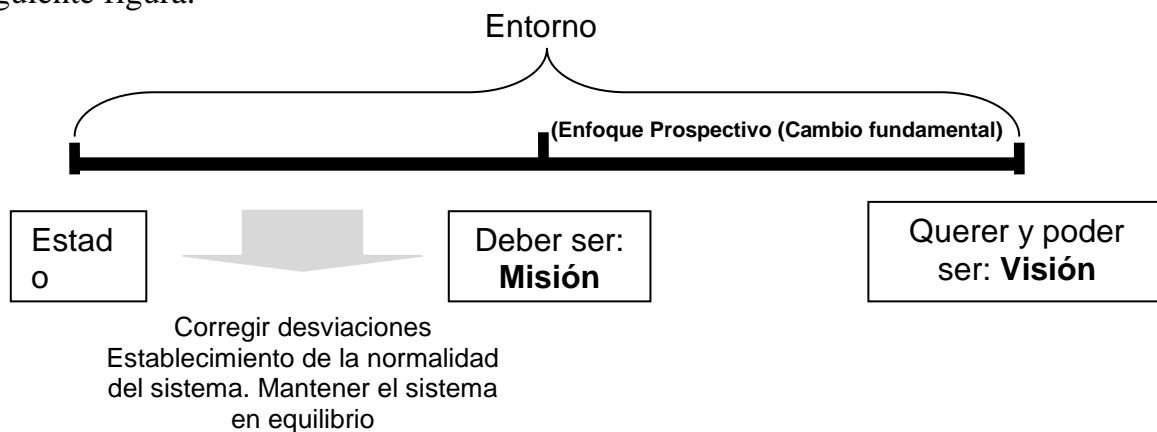 guiente figura:
Entorno
(Enfoque Prospectivo (Cambio fundamental)
Estad
o
Deber ser:
Misión
Querer y poder
ser: Visión
Corregir desviaciones
Establecimiento de la normalidad
del sistema. Mantener el sistema
en equilibrio